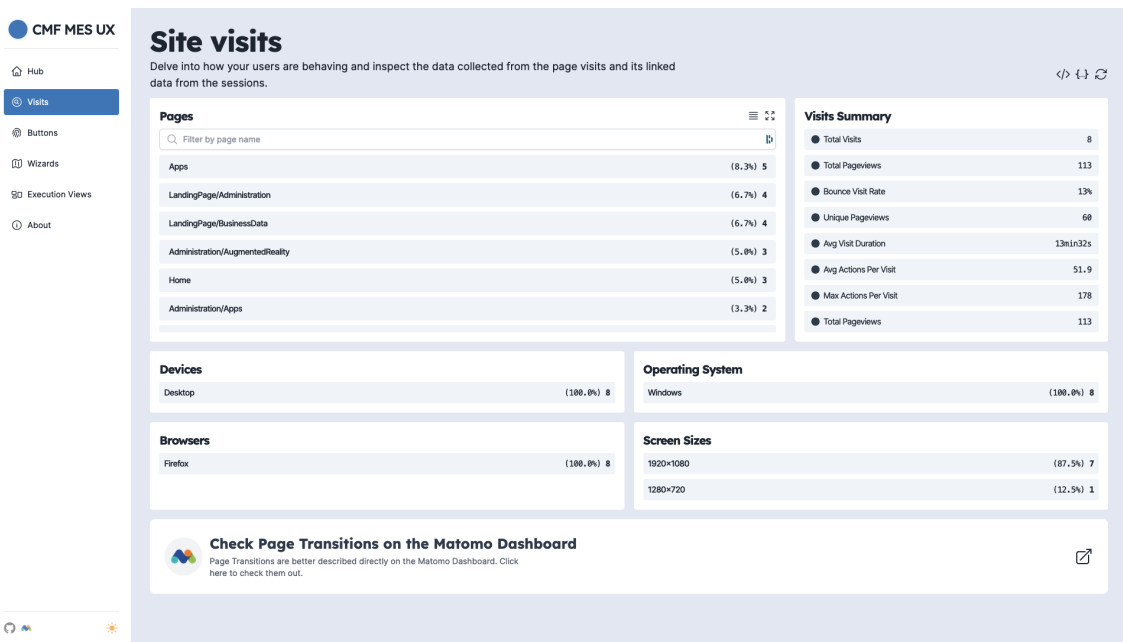 CMF MES UX
Hub
Visits
Buttons
Wizards
Execution Views
About
Site visits
Delve into how your users are behaving and inspect the data collected from the page visits and its linked
data from the sessions.
Pages
Filter by page name
Apps (8.3%) 5
LandingPage/Administration (6.7%) 4
LandingPage/BusinessData (6.7%) 4
Administration/AugmentedReality (5.0%) 3
Home (5.0%) 3
Administration/Apps (3.3%) 2
Visits Summary
Total Visits 8
Total Pageviews 113
Bounce Visit Rate 13%
Unique Pageviews 60
Avg Visit Duration 13min32s
Avg Actions Per Visit 51.9
Max Actions Per Visit 178
Total Pageviews 113
Devices
Desktop (100.0%) 8
Operating System
Windows (100.0%) 8
Browsers
Firefox (100.0%) 8
Screen Sizes
1920×1080 (87.5%) 7
1280×720 (12.5%) 1
Check Page Transitions on the Matomo Dashboard
Page Transitions are better described directly on the Matomo Dashboard. Click
here to check them out.